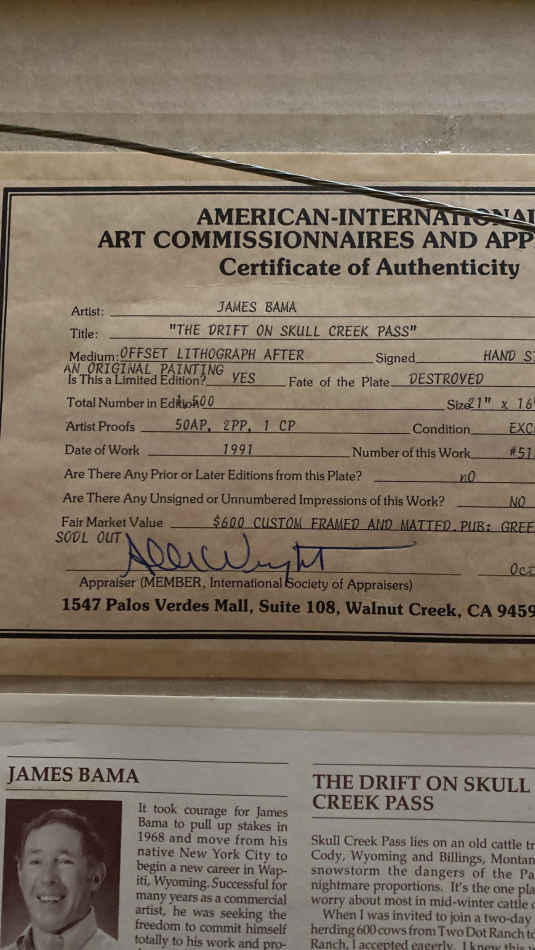 AMERICAN-INTERNATIONAL
ART COMMISSIONNAIRES AND APP
Certificate of Authenticity
Artist: JAMES BAMA
Title: "THE DRIFT ON SKULL CREEK PASS"
Medium: OFFSET LITHOGRAPH AFTER Signed HAND S
AN ORIGINAL PAINTING
Is This a Limited Edition? YES Fate of the Plate DESTROYED
Total Number in Edition 1,500 Size 21" x 16
Artist Proofs 50AP, 2PP, 1 CP Condition EXC
Date of Work 1991 Number of this Work #51
Are There Any Prior or Later Editions from this Plate? nO
Are There Any Unsigned or Unnumbered Impressions of this Work? NO
Fair Market Value $600 CUSTOM FRAMED AND MATTED.PUB: GREE
SODL OUT
Oct
Appraiser (MEMBER, International Society of Appraisers)
1547 Palos Verdes Mall, Suite 108, Walnut Creek, CA 9459
JAMES BAMA
It took courage for James
Bama to pull up stakes in
1968 and move from his
native New York City to
begin a new career in Wap-
iti, Wyoming. Successful for
many years as a commercial
artist, he was seeking the
freedom to commit himself
totally to his work and pro-
THE DRIFT ON SKULL
CREEK PASS
Skull Creek Pass lies on an old cattle tr
Cody, Wyoming and Billings, Montan
snowstorm the dangers of the Pa
nightmare proportions. It's the one pla
worry about most in mid-winter cattle d
When I was invited to join a two-day
herding 600 cows from Two Dot Ranch to
Ranch, I accepted eagerly. I knew this w